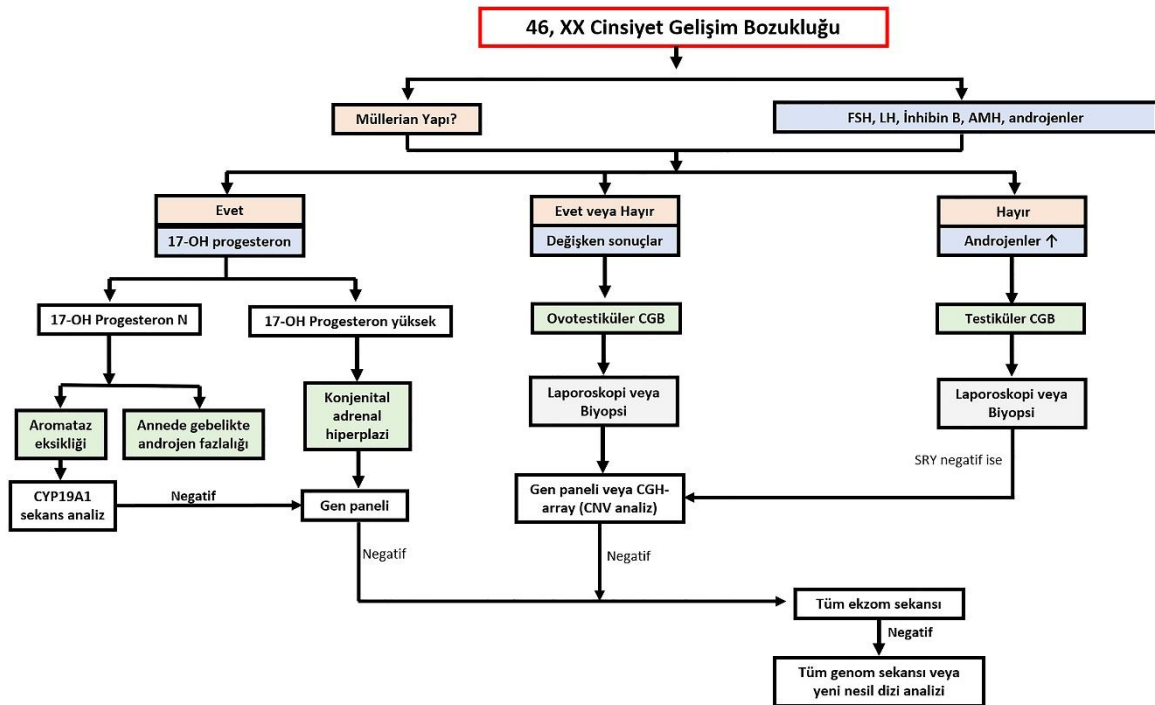 46, XX Cinsiyet Gelişim Bozukluğu
Müllerian Yapı?
FSH, LH, İnhibin B, AMH, androjenler
Evet
17-OH progesteron
Evet veya Hayır
Değişken sonuçlar
Hayır
Androjenler ↑
17-OH Progesteron N
17-OH Progesteron yüksek
Ovotestiküler CGB
Testiküler CGB
Aromataz
eksikliği
Annede gebelikte
androjen fazlalığı
Konjenital
adrenal
hiperplazi
Laporoskopi veya
Biyopsi
Laporoskopi veya
Biyopsi
SRY negatif ise
CYP19A1
sekans analiz
Negatif
Gen paneli
Gen paneli veya CGH-
array (CNV analiz)
Negatif
Negatif
Tüm ekzom sekansı
Negatif
Tüm genom sekansı veya
yeni nesil dizi analizi